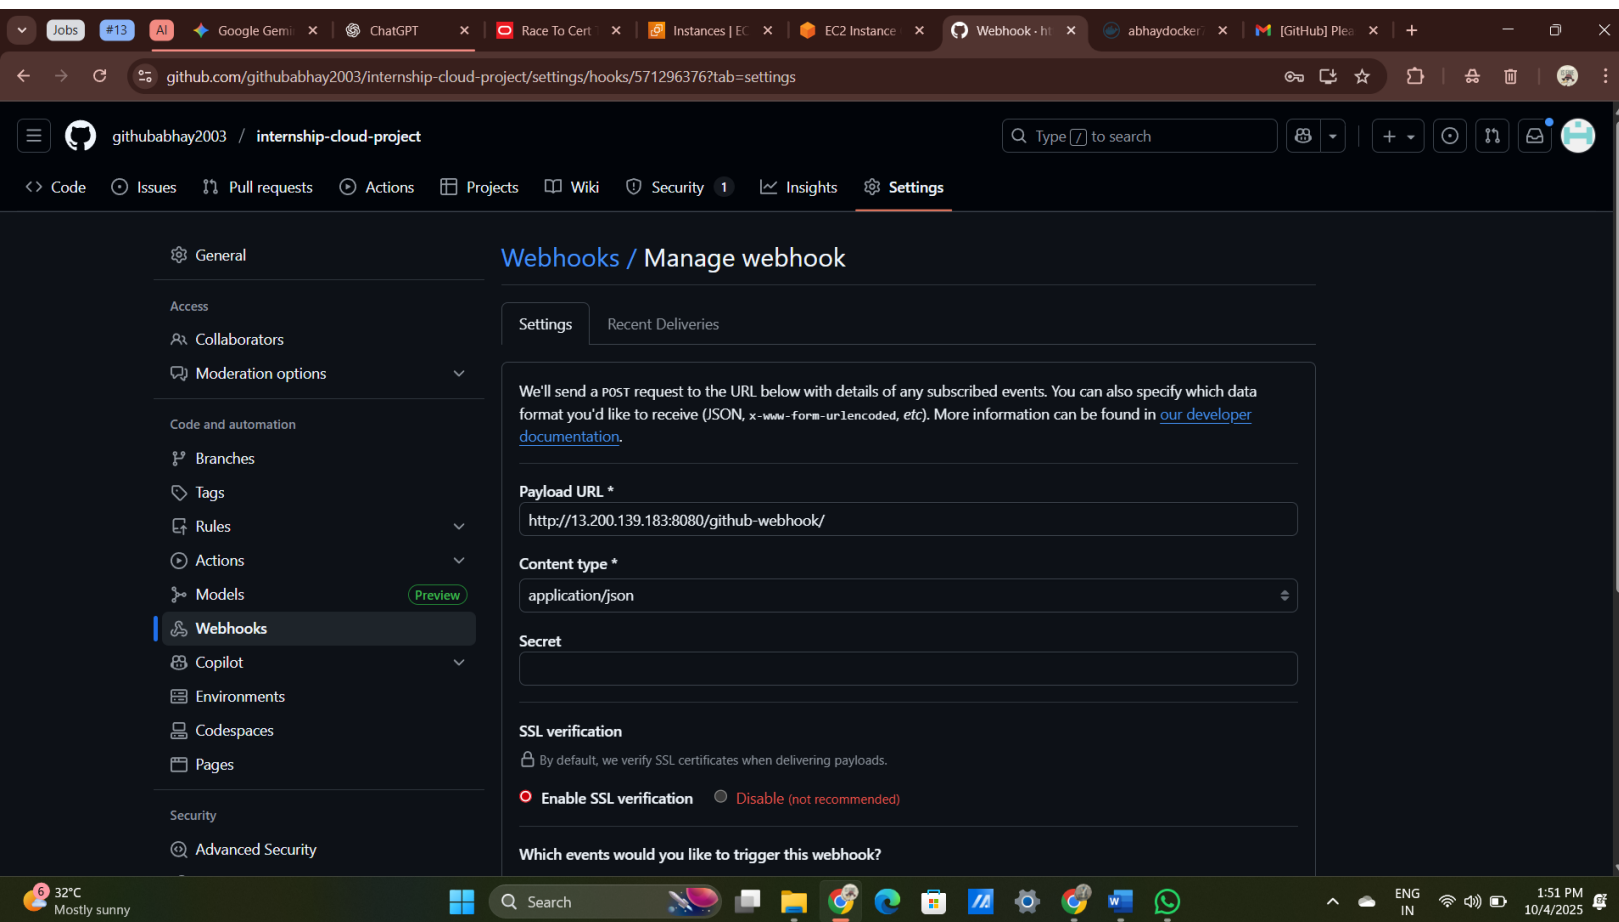 Jobs
#13
AI
Google Gemi
ChatGPT
Race To Cert
Instances | EC
EC2 Instance
Webhook · ht
abhaydocker
[GitHub] Plea
github.com/githubabhay2003/internship-cloud-project/settings/hooks/571296376?tab=settings
githubabhay2003 / internship-cloud-project
Type / to search
Code
Issues
Pull requests
Actions
Projects
Wiki
Security 1
Insights
Settings
General
Access
Collaborators
Moderation options
Code and automation
Branches
Tags
Rules
Actions
Models Preview
Webhooks
Copilot
Environments
Codespaces
Pages
Security
Advanced Security
Webhooks / Manage webhook
Settings
Recent Deliveries
We'll send a POST request to the URL below with details of any subscribed events. You can also specify which data
format you'd like to receive (JSON, x-www-form-urlencoded, etc). More information can be found in our developer
documentation.
Payload URL *
http://13.200.139.183:8080/github-webhook/
Content type *
application/json
Secret
SSL verification
By default, we verify SSL certificates when delivering payloads.
Enable SSL verification
Disable (not recommended)
Which events would you like to trigger this webhook?
6
32°C
Mostly sunny
Search
ENG
IN
1:51 PM
10/4/2025